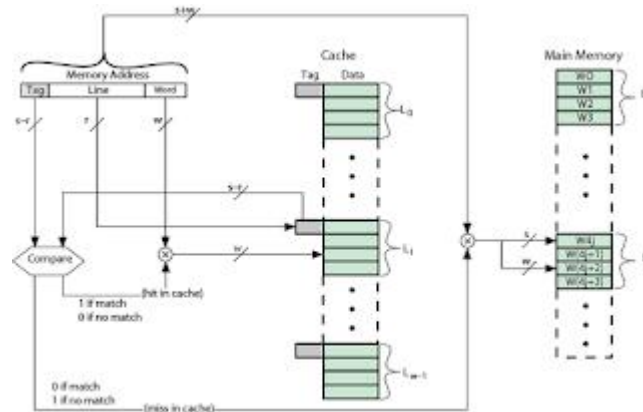 s+w
Cache
Main Memory
Memory Address
Tag Data
Tag Line Word
W0
W1
W2
W3
L0
s–r
r
w
s–r
Compare
w
Li
s
w
W4j
W(4j+1)
W(4j+2)
W(4j+3)
(hit in cache)
1 if match
0 if no match
Lm–1
0 if match
1 if no match
(miss in cache)